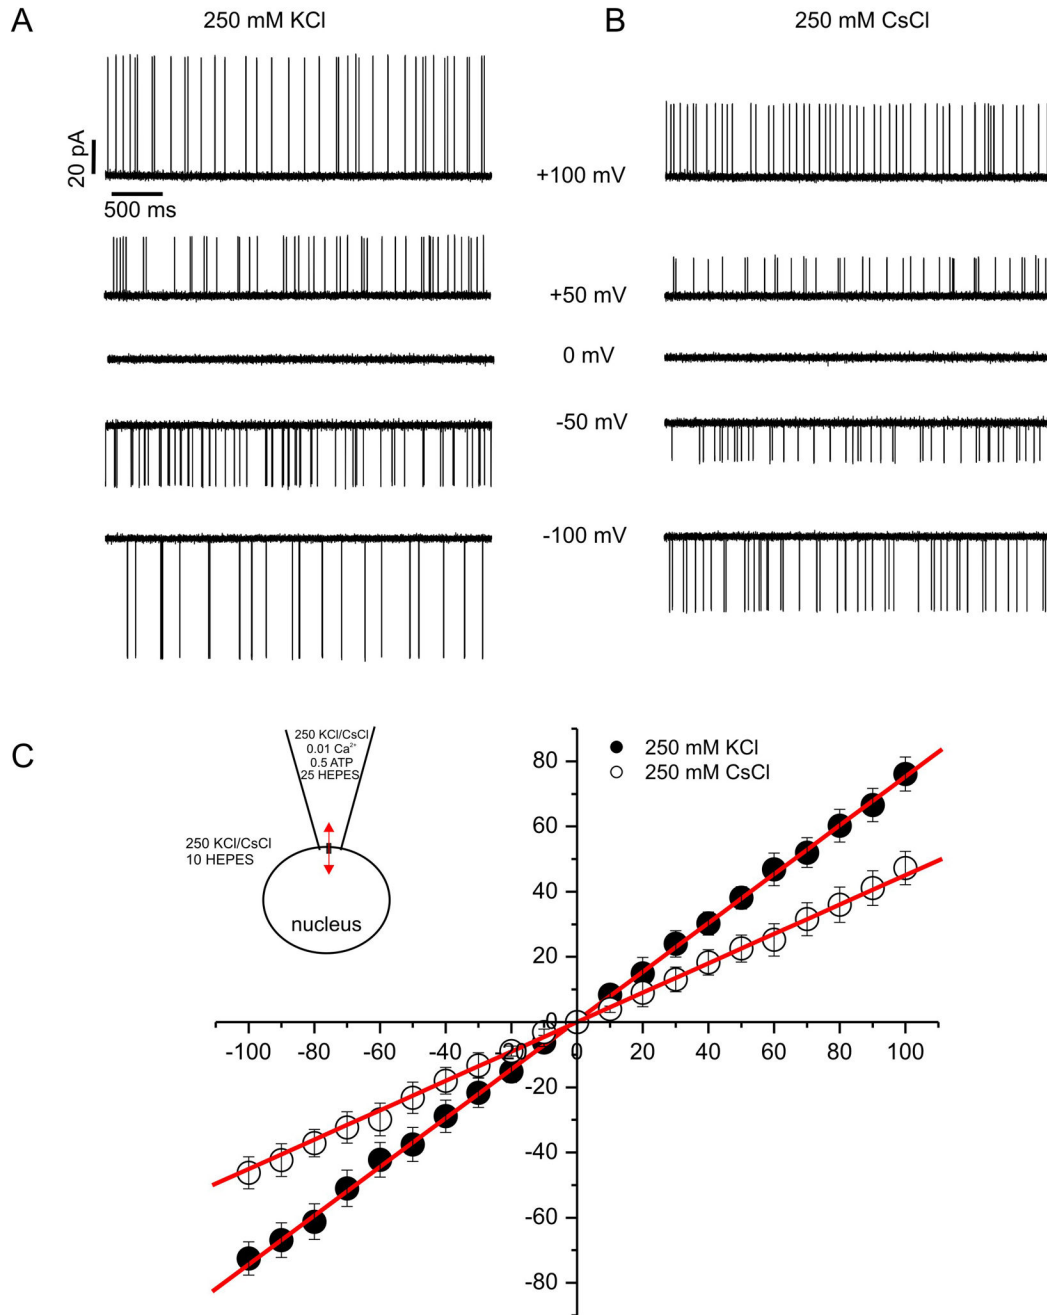 A
250 mM KCl
B
250 mM CsCl
20 pA
500 ms
+100 mV
+50 mV
0 mV
-50 mV
-100 mV
C
250 KCl/CsCl
0.01 Ca²⁺
0.5 ATP
25 HEPES
250 KCl/CsCl
10 HEPES
nucleus
250 mM KCl
250 mM CsCl
80
60
40
20
0
-100 -80 -60 -40 -20 0 20 40 60 80 100
-20
-40
-60
-80